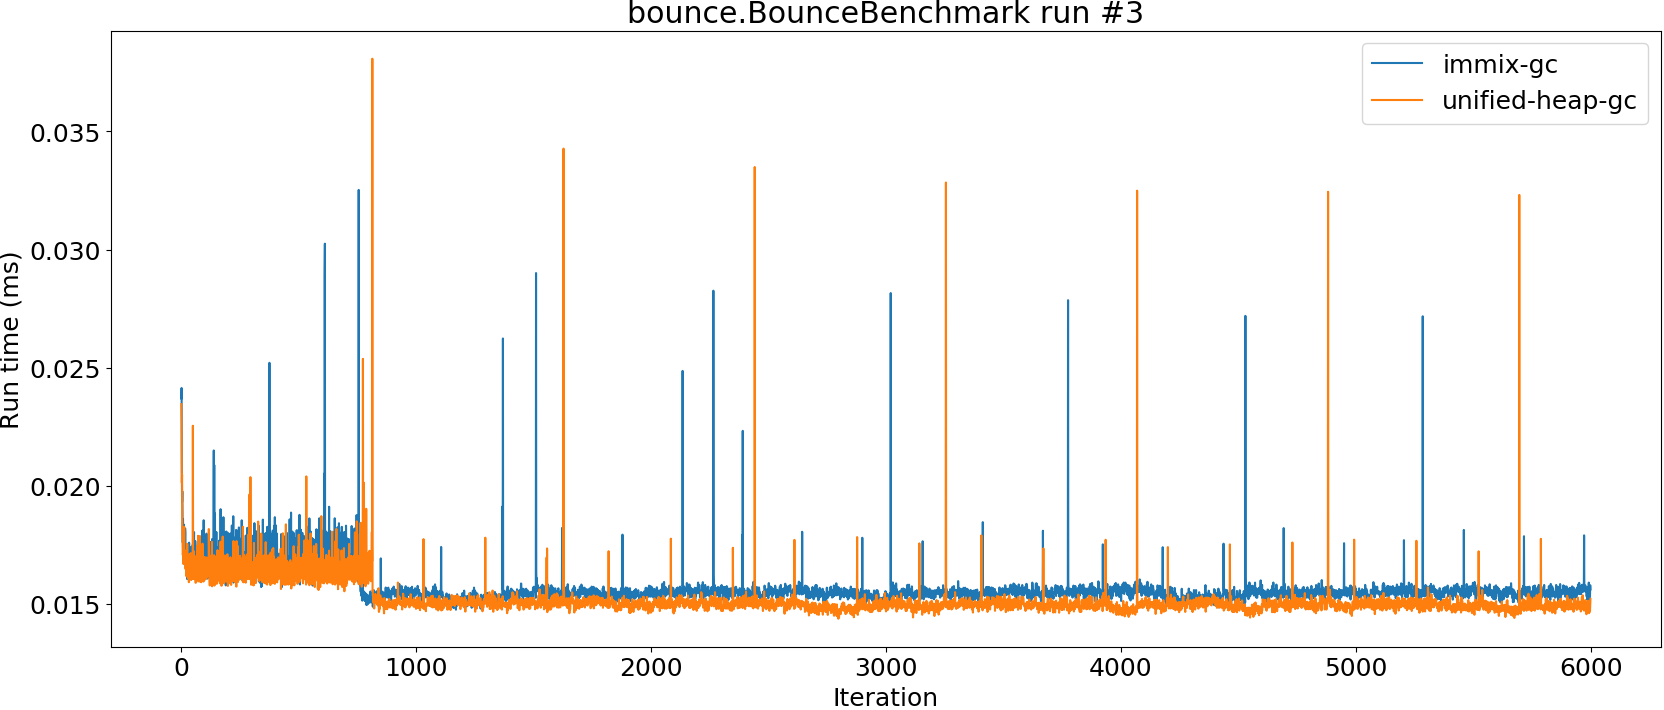 bounce.BounceBenchmark run #3
immix-gc
unified-heap-gc
Run time (ms)
0.035
0.030
0.025
0.020
0.015
0 1000 2000 3000 4000 5000 6000
Iteration